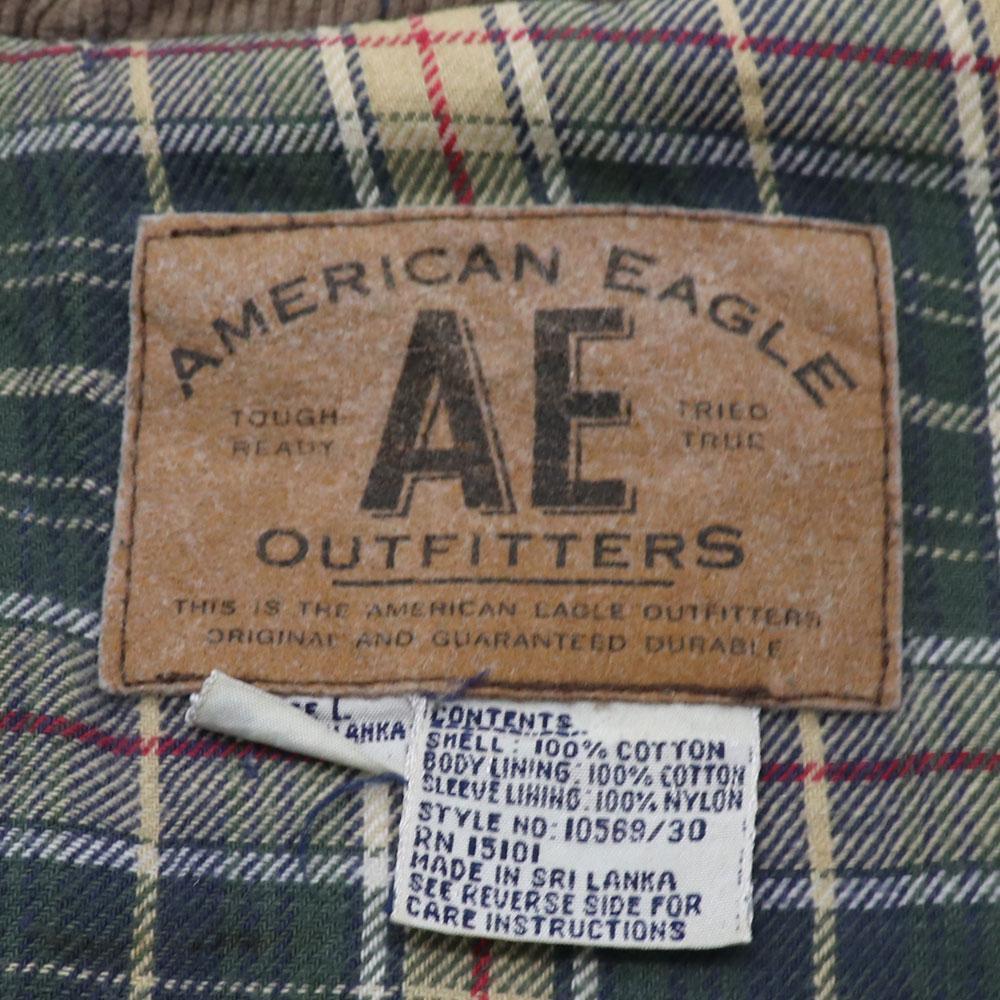 AMERICAN EAGLE
TOUGH AE TRIED
READY TRUE
OUTFITTERS
THIS IS THE AMERICAN EAGLE OUTFITTERS
ORIGINAL AND GUARANTEED DURABLE
L
LANKA
CONTENTS
SHELL: 100% COTTON
BODY LINING: 100% COTTON
SLEEVE LINING: 100% NYLON
STYLE NO: 10569/30
RN 15101
MADE IN SRI LANKA
SEE REVERSE SIDE FOR
CARE INSTRUCTIONS